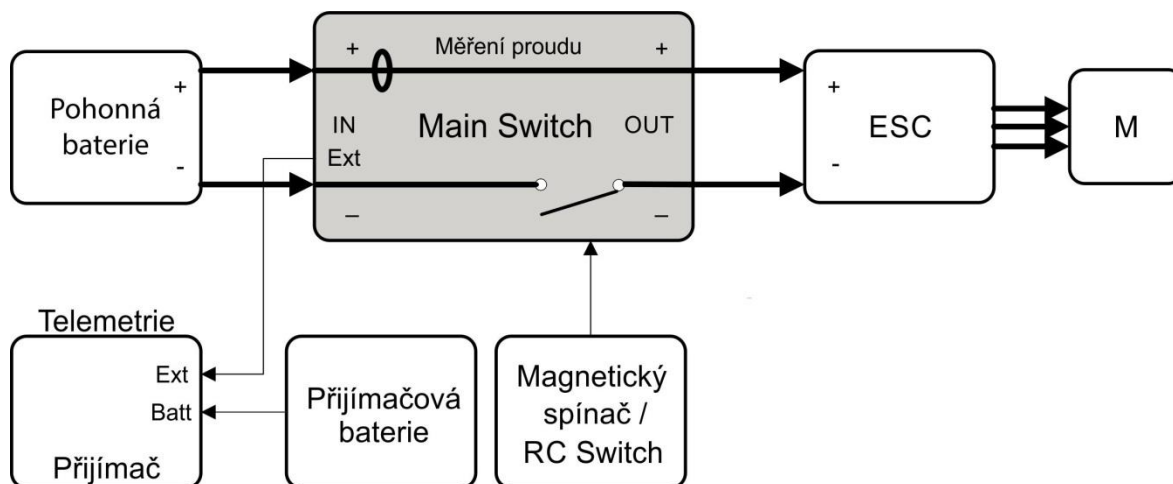 Pohonná
baterie
+
-
+ Měření proudu +
IN Main Switch OUT
Ext
– –
+
ESC
-
M
Telemetrie
Ext
Batt
Přijímač
Přijímačová
baterie
Magnetický
spínač /
RC Switch